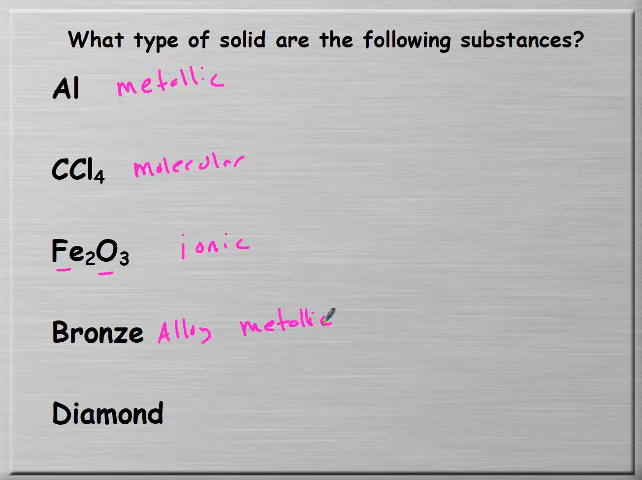 What type of solid are the following substances?
Al metallic
CCl₄ molecular
Fe₂O₃ ionic
Bronze Alloy metallic
Diamond